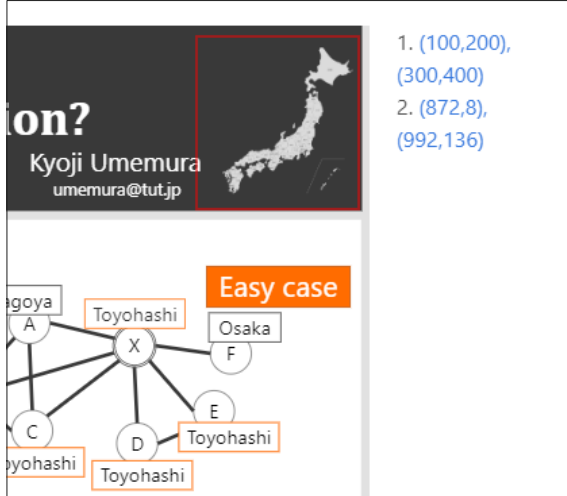 ion?
Kyoji Umemura
umemura@tut.jp
1. (100,200),
(300,400)
2. (872,8),
(992,136)
Easy case
agoya
Toyohashi
Osaka
A
X
F
E
C
D
Toyohashi
oyohashi
Toyohashi